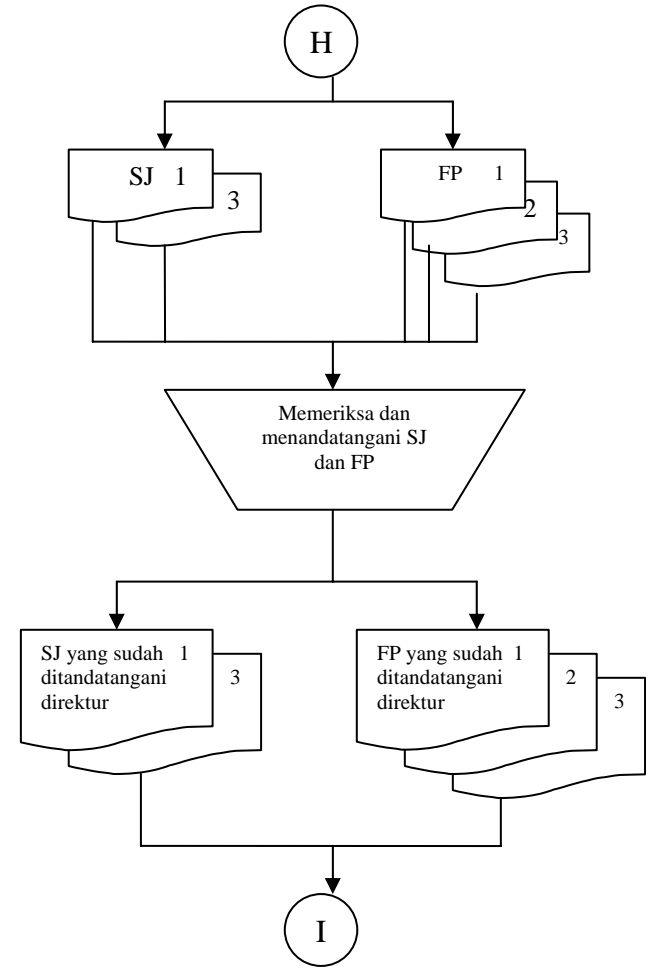 H
SJ 1
3
FP 1
2
3
Memeriksa dan
menandatangani SJ
dan FP
SJ yang sudah 1
ditandatangani
direktur
3
FP yang sudah 1
ditandatangani
direktur
2
3
I